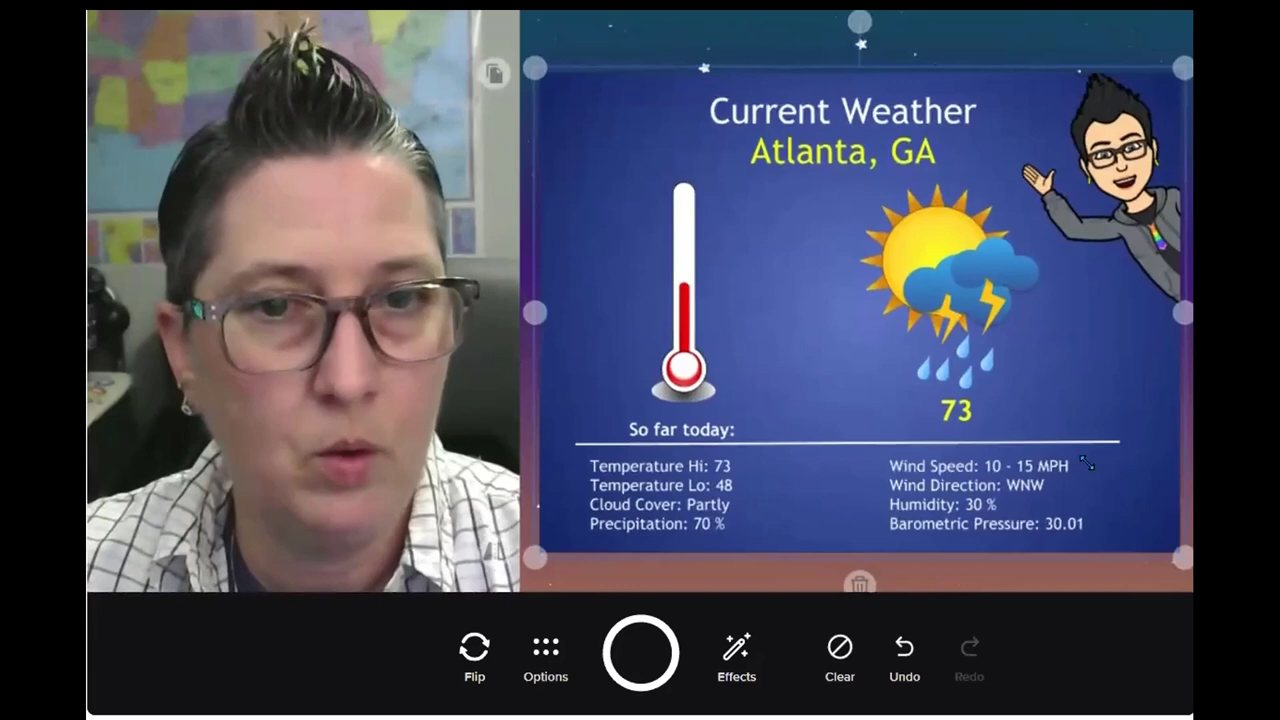 Current Weather
Atlanta, GA
73
So far today:
Temperature Hi: 73
Temperature Lo: 48
Cloud Cover: Partly
Precipitation: 70 %
Wind Speed: 10 - 15 MPH
Wind Direction: WNW
Humidity: 30 %
Barometric Pressure: 30.01
Flip
Options
Effects
Clear
Undo
Redo